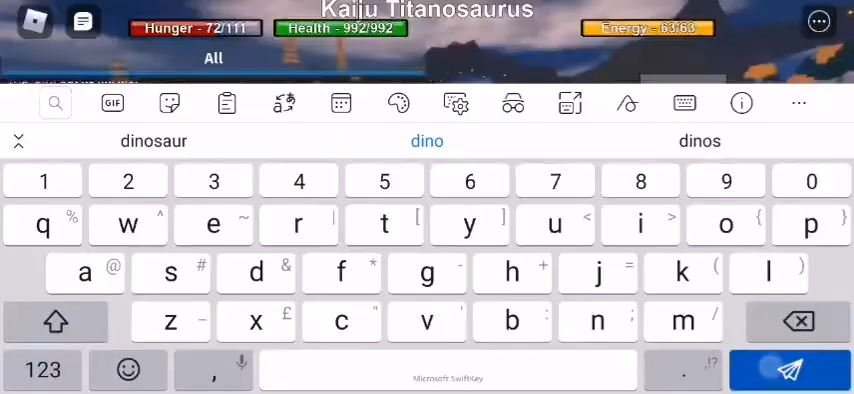 Kaiju Titanosaurus
Hunger - 72/111 Health - 992/992 Energy - 63/63
All
GIF
dinosaur dino dinos
1 2 3 4 5 6 7 8 9 0
q % w ^ e ~ r | t [ y ] u < i > o { p }
a @ s # d & f * g - h + j = k ( l )
z _ x £ c " v ' b : n ; m /
123 , . ,!?
Microsoft SwiftKey